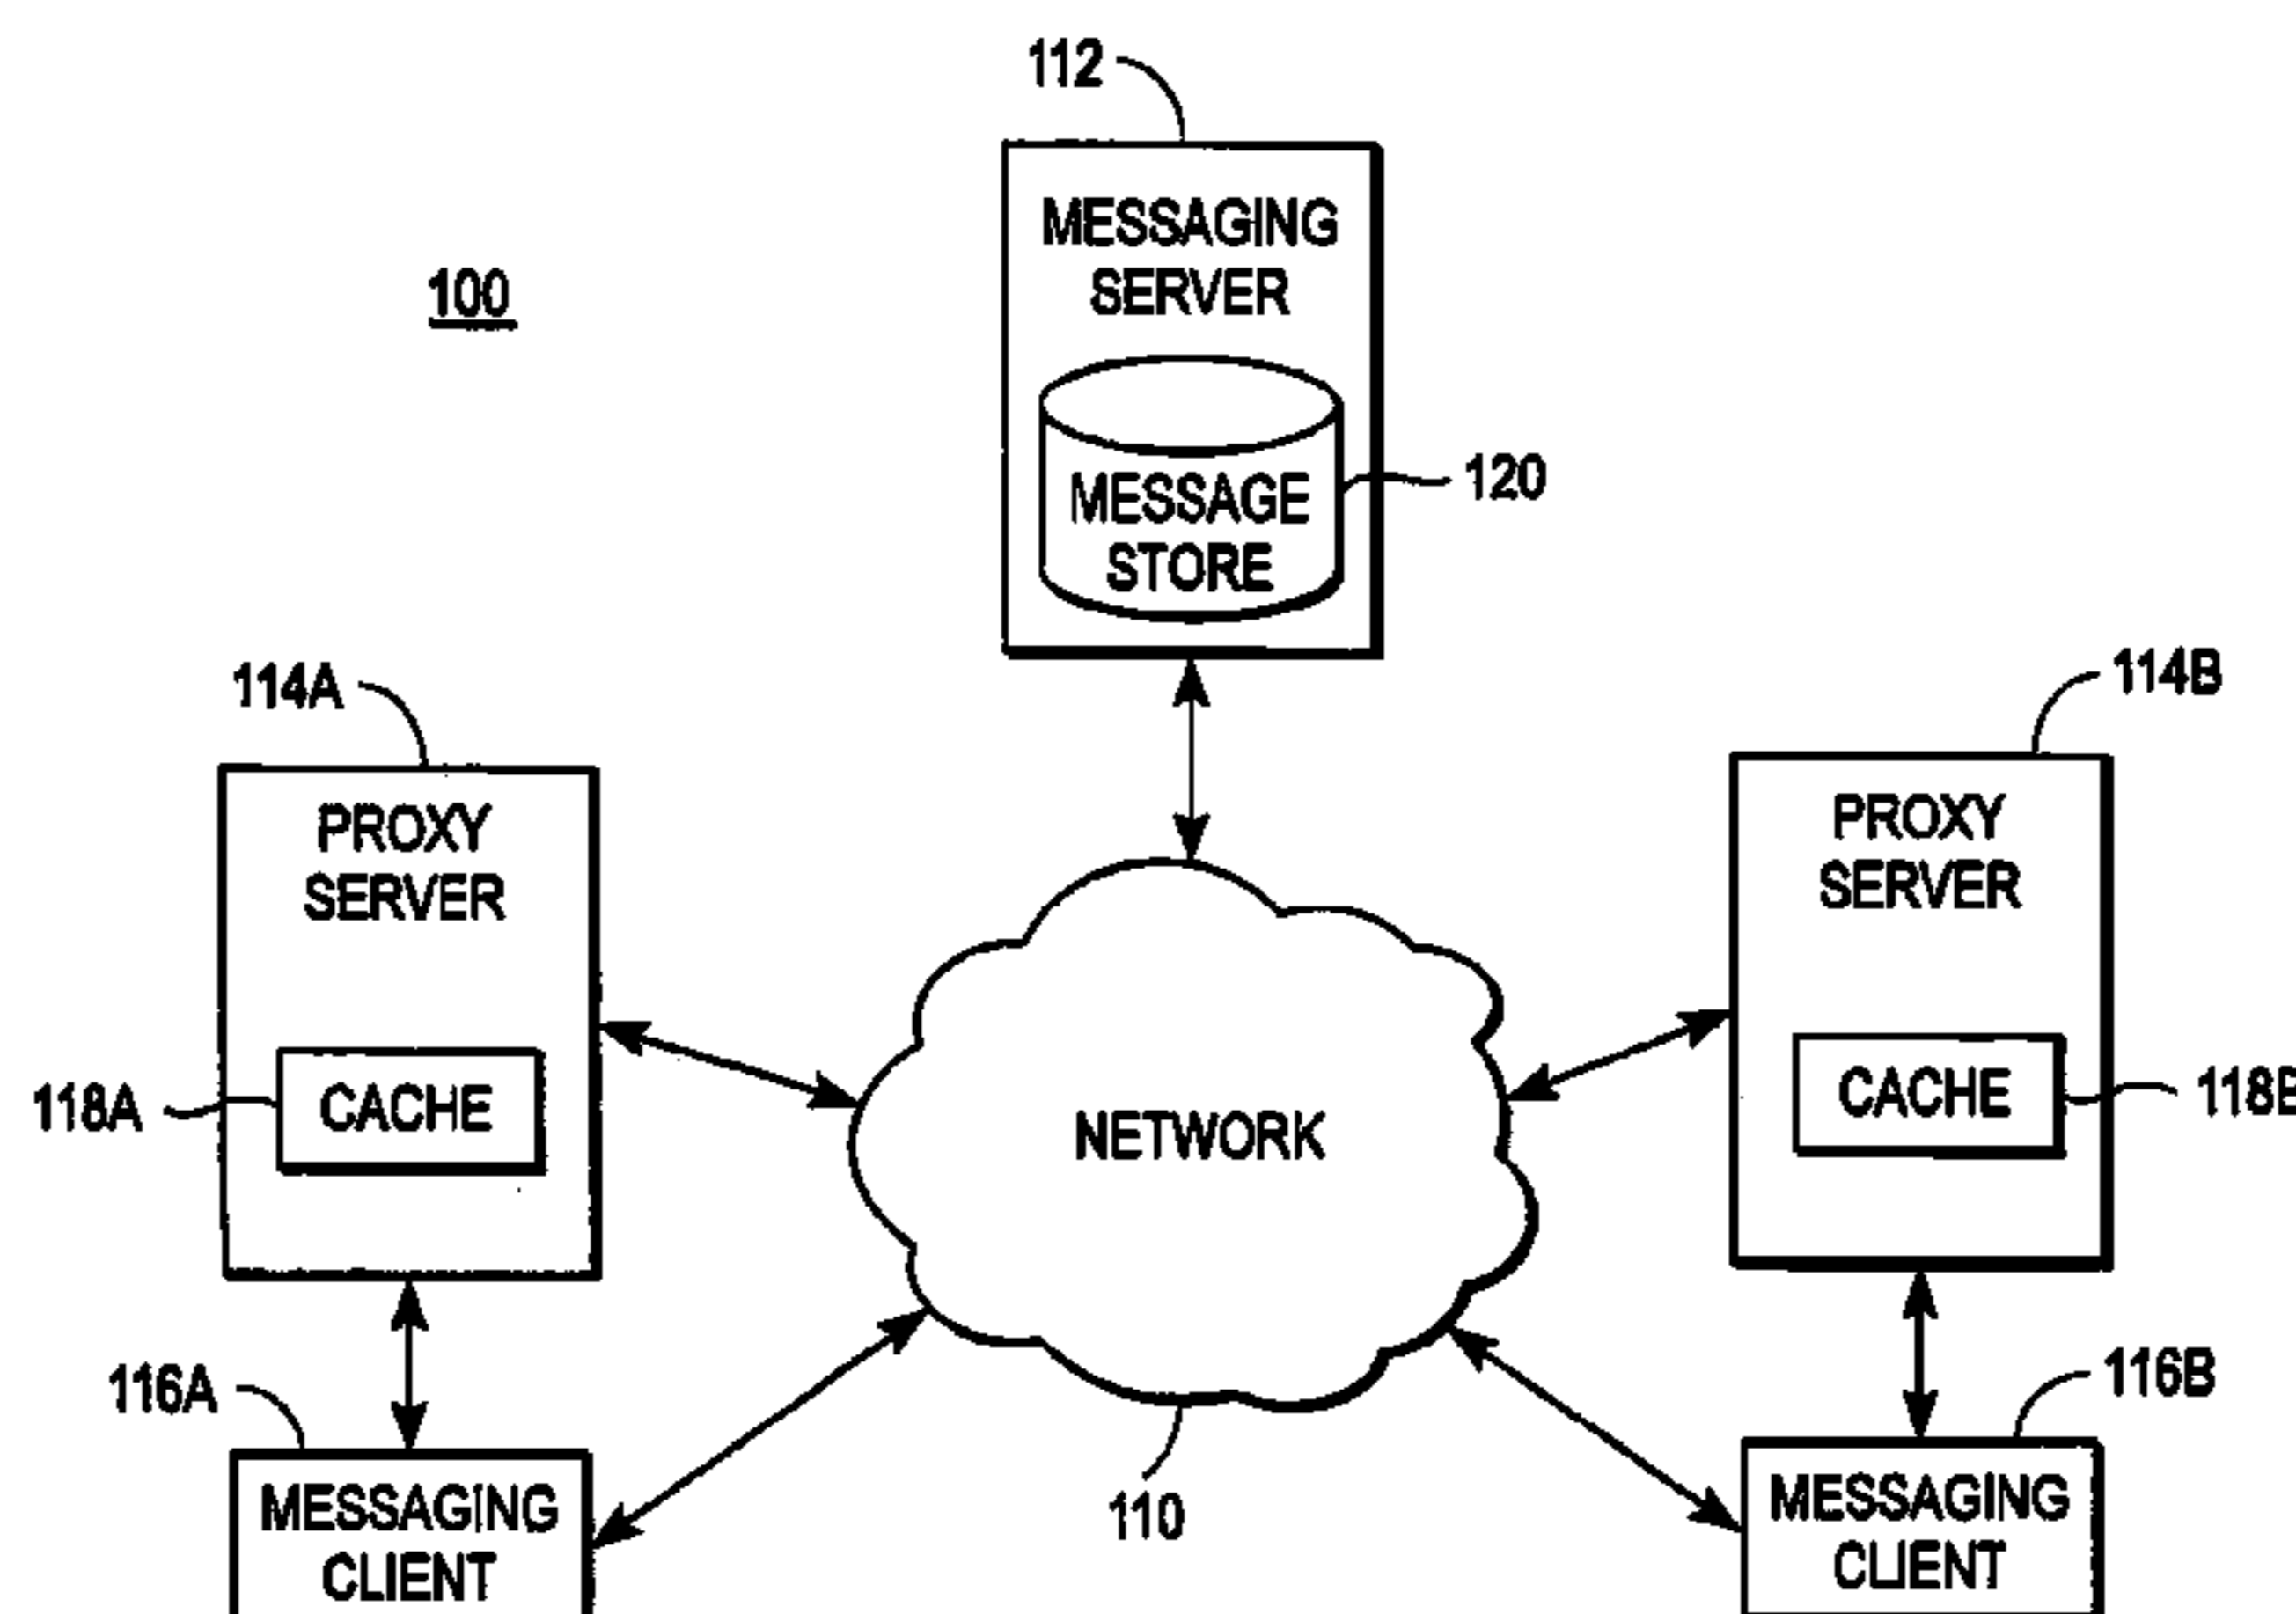 112
MESSAGING
SERVER
100
MESSAGE
STORE
120
114A
114B
PROXY
SERVER
PROXY
SERVER
118A
CACHE
NETWORK
CACHE
118B
116A
116B
MESSAGING
CLIENT
110
MESSAGING
CLIENT